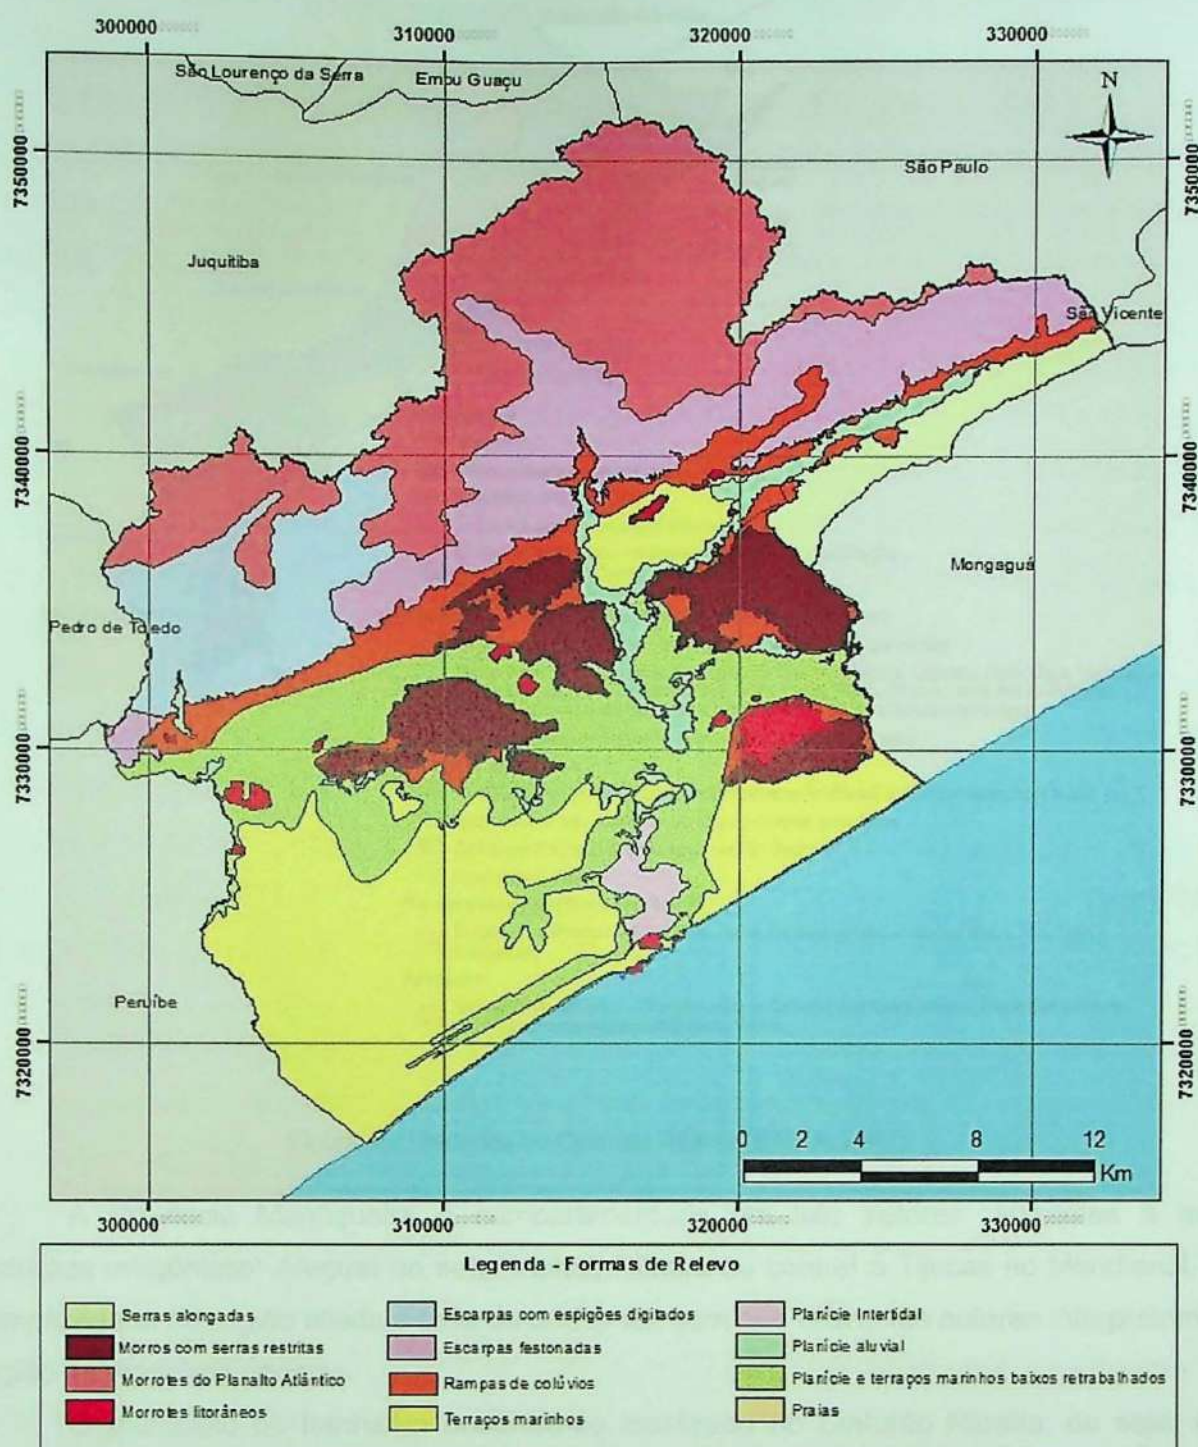 300000 310000 320000 330000
São Lourenço da Serra
Embu Guaçu
N
7350000
7350000
São Paulo
Juquitiba
São Vicente
7340000
7340000
Mongaguá
Pedro de Toledo
7330000
7330000
Peruíbe
7320000
7320000
0 2 4 8 12
Km
300000 310000 320000 330000
Legenda - Formas de Relevo
Serras alongadas
Morros com serras restritas
Morrotes do Planalto Atlântico
Morrotes litorâneos
Escarpas com espigões digitados
Escarpas festonadas
Rampas de colúvios
Terraços marinhos
Planície Intertidal
Planície aluvial
Planície e terraços marinhos baixos retrabalhados
Praias